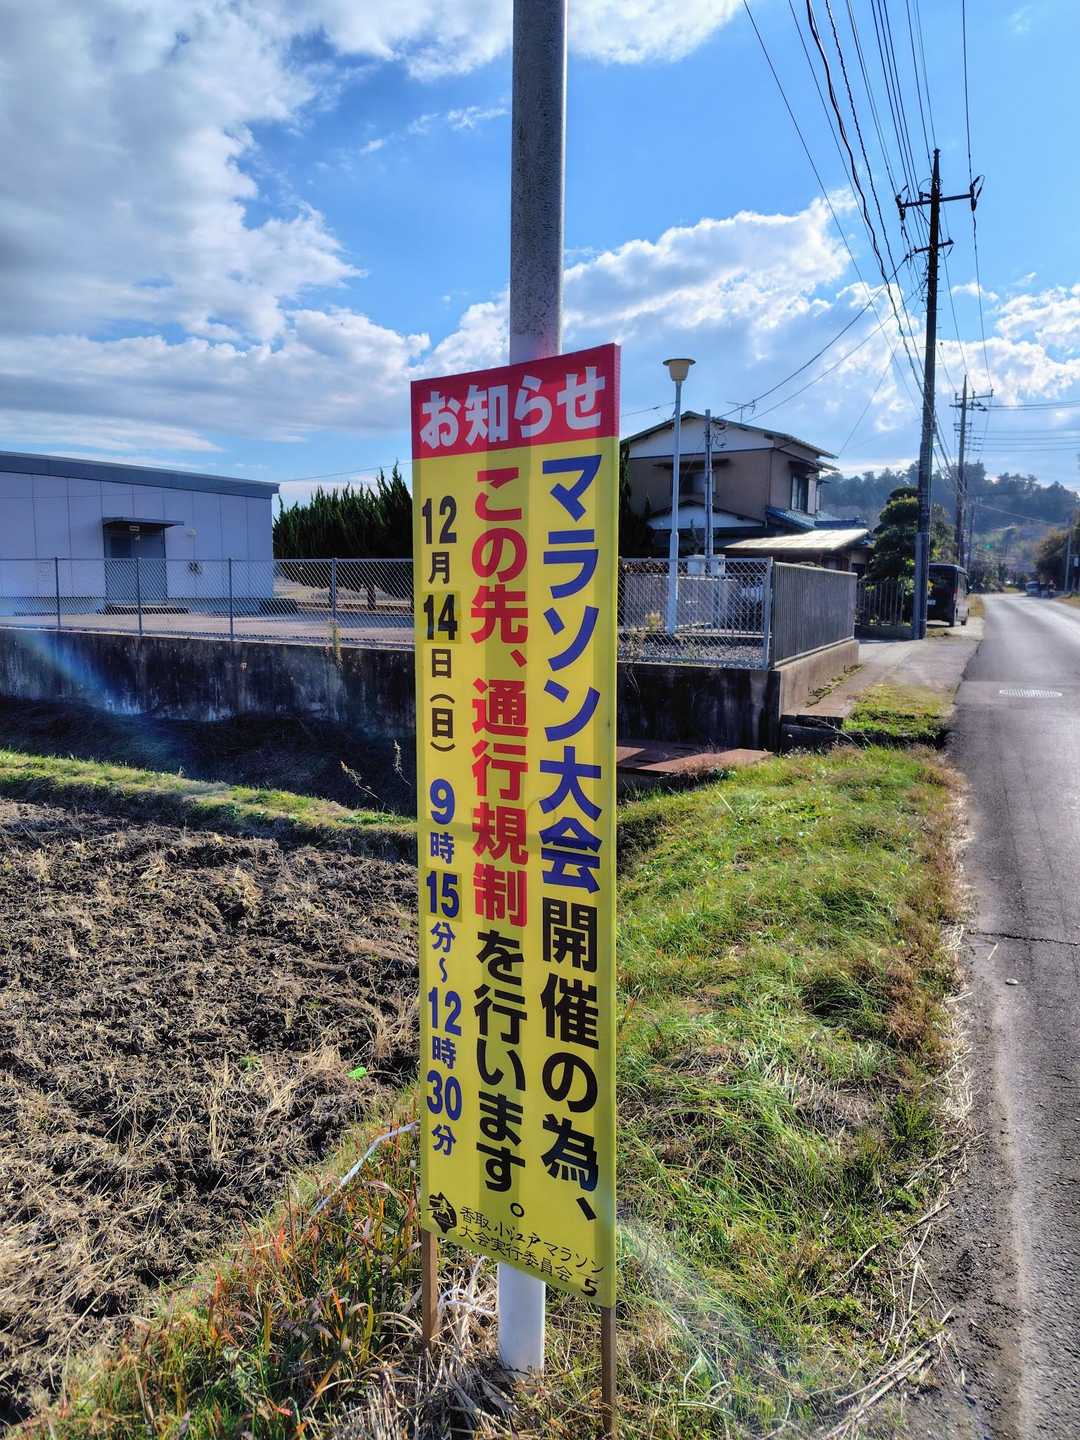 お知らせ
マラソン大会開催の為、
この先、通行規制を行います。
12月14日(日) 9時15分〜12時30分
香取小江戸マラソン
大会実行委員会 5